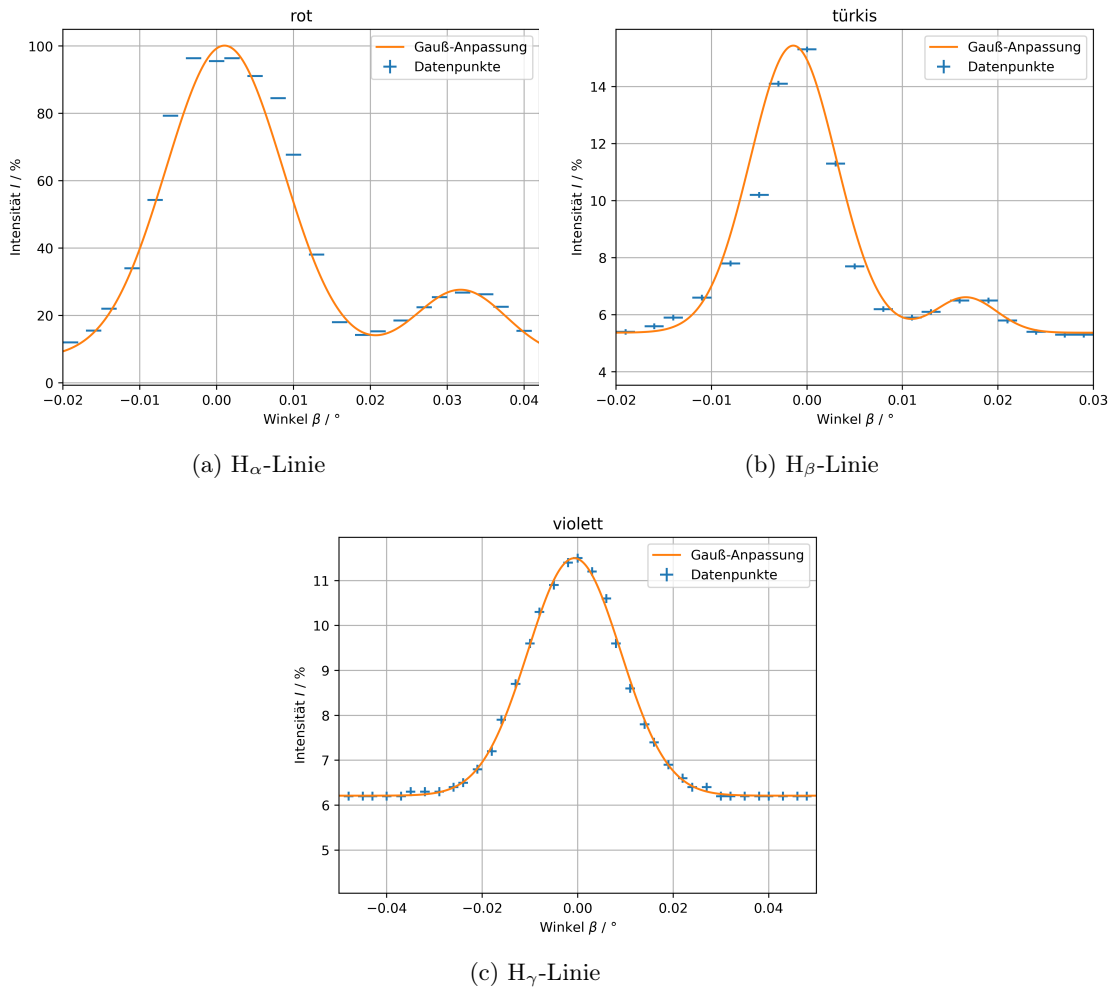 rot
Intensität I / %
100
80
60
40
20
0
Gauß-Anpassung
Datenpunkte
−0.02 −0.01 0.00 0.01 0.02 0.03 0.04
Winkel β / °
(a) Hα-Linie
türkis
Intensität I / %
14
12
10
8
6
4
Gauß-Anpassung
Datenpunkte
−0.02 −0.01 0.00 0.01 0.02 0.03
Winkel β / °
(b) Hβ-Linie
violett
Intensität I / %
11
10
9
8
7
6
5
Gauß-Anpassung
Datenpunkte
−0.04 −0.02 0.00 0.02 0.04
Winkel β / °
(c) Hγ-Linie